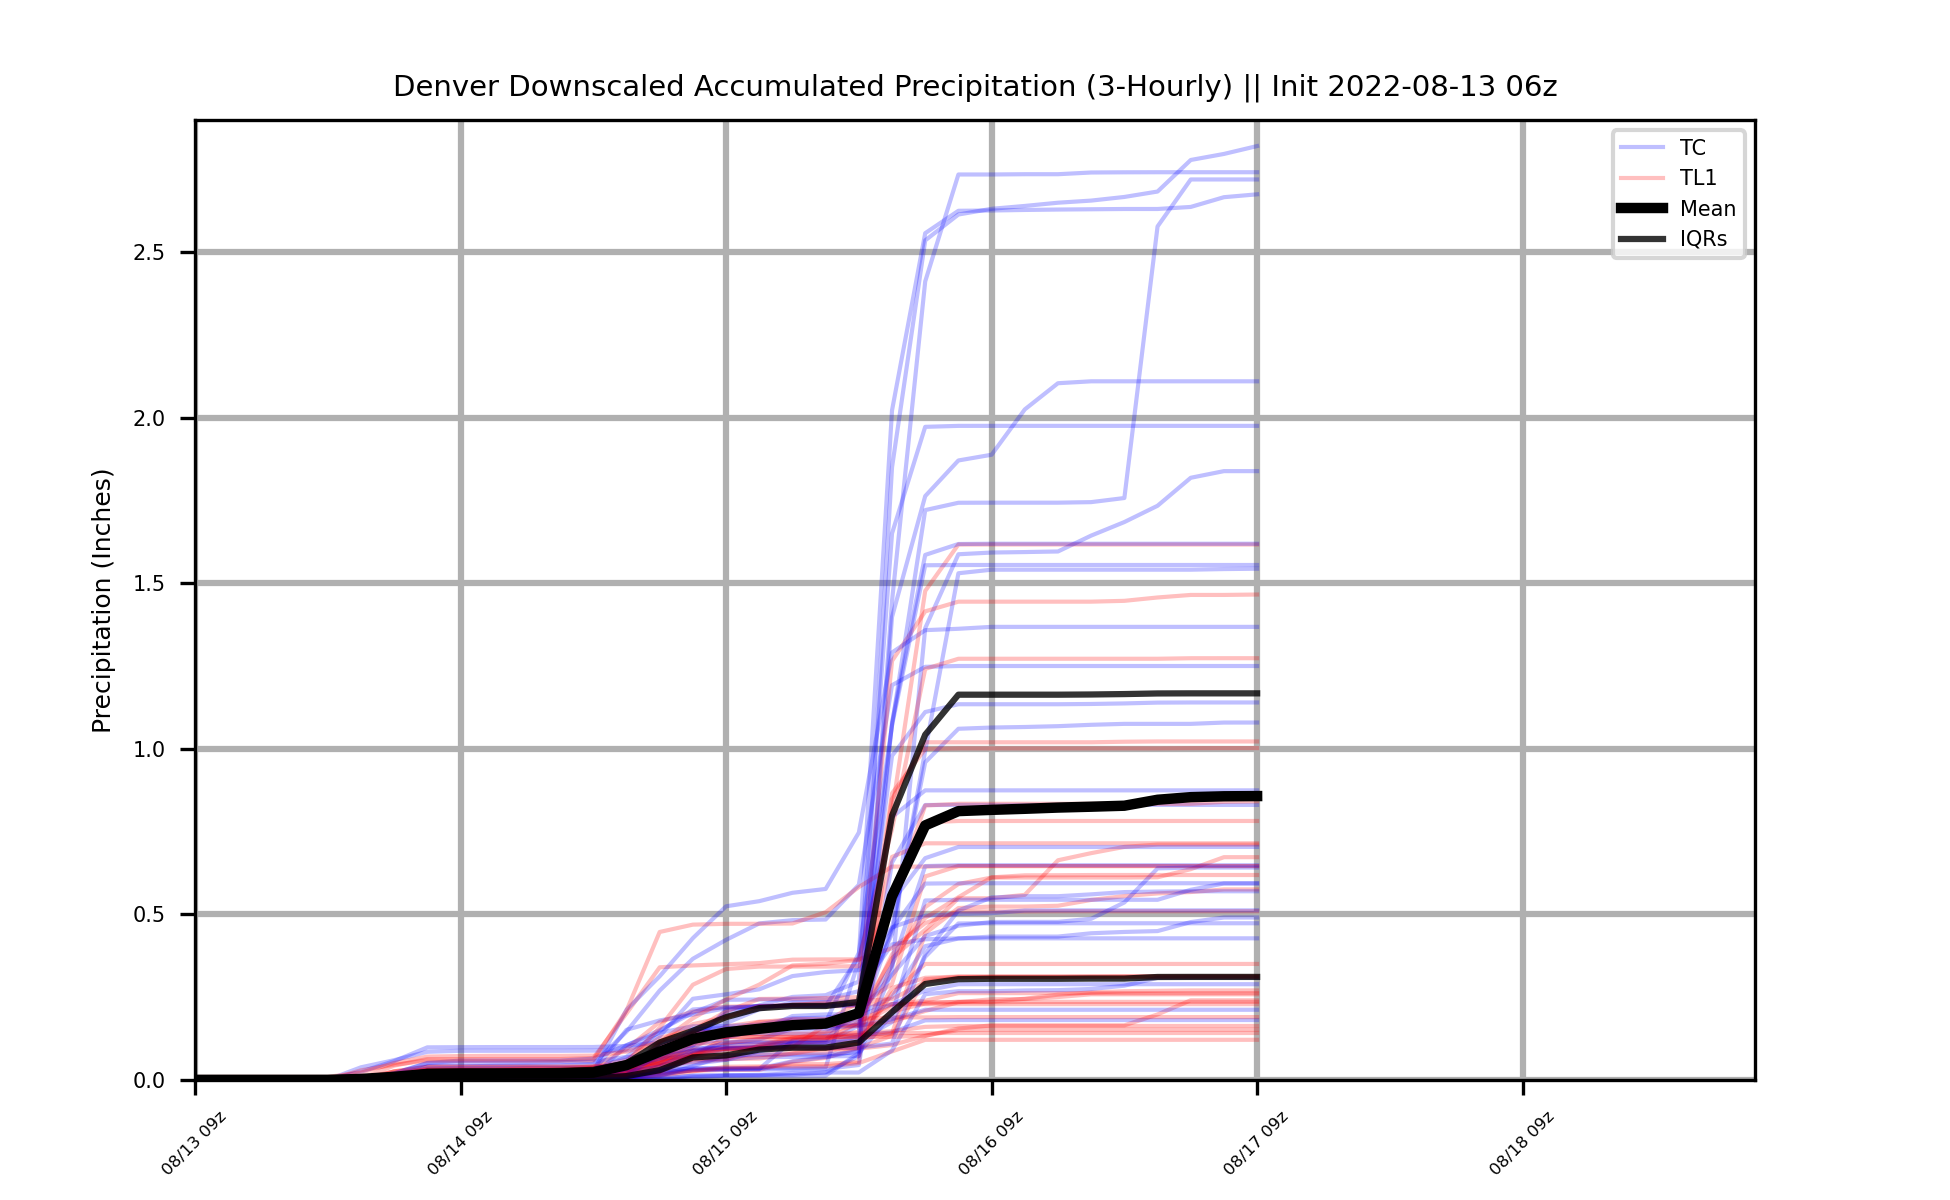 Denver Downscaled Accumulated Precipitation (3-Hourly) || Init 2022-08-13 06z
TC
TL1
Mean
IQRs
Precipitation (Inches)
2.5
2.0
1.5
1.0
0.5
0.0
08/13 09z
08/14 09z
08/15 09z
08/16 09z
08/17 09z
08/18 09z